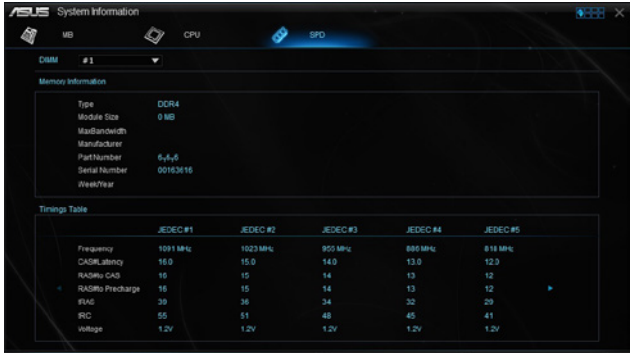 ASUS System Information
MB CPU SPD
DIMM #1
Memory Information
Type DDR4
Module Size 0 MB
MaxBandwidth
Manufacturer
PartNumber
Serial Number 00163616
Week/Year
Timings Table
JEDEC #1 JEDEC #2 JEDEC #3 JEDEC #4 JEDEC #5
Frequency 1091 MHz 1023 MHz 955 MHz 886 MHz 818 MHz
CAS#Latency 16.0 15.0 14.0 13.0 12.0
RAS#to CAS 16 15 14 13 12
RAS#to Precharge 16 15 14 13 12
tRAS 39 36 34 32 29
tRC 55 51 48 45 41
Voltage 1.2V 1.2V 1.2V 1.2V 1.2V